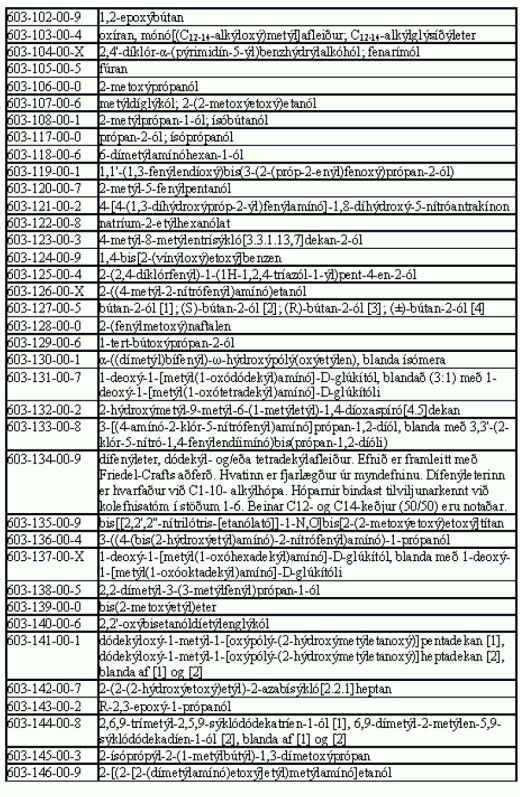 603-102-00-9 1,2-epoxýbútan
603-103-00-4 oxíran, mónó[(C₁₂-₁₄-alkýloxý)metýl]afleiður; C₁₂-₁₄-alkýlglýsíðýleter
603-104-00-X 2,4'-díklór-α-(pýrimidín-5-ýl)benzhýdrýlalkóhól; fenarímól
603-105-00-5 fúran
603-106-00-0 2-metoxýprópanól
603-107-00-6 metýldíglýkól; 2-(2-metoxýetoxý)etanól
603-108-00-1 2-metýlprópan-1-ól; ísóbútanól
603-117-00-0 própan-2-ól; ísóprópanól
603-118-00-6 6-dímetýlamínóhexan-1-ól
603-119-00-1 1,1'-(1,3-fenýlendíoxý)bis(3-(2-(próp-2-enýl)fenoxý)própan-2-ól)
603-120-00-7 2-metýl-5-fenýlpentanól
603-121-00-2 4-[4-(1,3-díhýdroxýpróp-2-ýl)fenýlamínó]-1,8-díhýdroxý-5-nítróantrakínon
603-122-00-8 natríum-2-etýlhexanólat
603-123-00-3 4-metýl-8-metýlentrísýkló[3.3.1.13,7]dekan-2-ól
603-124-00-9 1,4-bis[2-(vínýloxý)etoxý]benzen
603-125-00-4 2-(2,4-díklórfenýl)-1-(1H-1,2,4-tríazól-1-ýl)pent-4-en-2-ól
603-126-00-X 2-((4-metýl-2-nítrófenýl)amínó)etanól
603-127-00-5 bútan-2-ól [1]; (S)-bútan-2-ól [2]; (R)-bútan-2-ól [3]; (±)-bútan-2-ól [4]
603-128-00-0 2-(fenýlmetoxý)naftalen
603-129-00-6 1-tert-bútoxýprópan-2-ól
603-130-00-1 α-((dímetýl)bífenýl)-ω-hýdroxýpólý(oxýetýlen), blanda ísómera
603-131-00-7 1-deoxý-1-[metýl(1-oxódódekýl)amínó]-D-glúkítól, blandað (3:1) með 1-
deoxý-1-[metýl(1-oxótetradekýl)amínó]-D-glúkítóli
603-132-00-2 2-hýdroxýmetýl-9-metýl-6-(1-metýletýl)-1,4-díoxaspíró[4.5]dekan
603-133-00-8 3-[(4-amínó-2-klór-5-nítrófenýl)amínó]própan-1,2-díól, blanda með 3,3'-(2-
klór-5-nítró-1,4-fenýlendíimínó)bis(própan-1,2-díóli)
603-134-00-9 dífenýleter, dódekýl- og/eða tetradekýlafleiður. Efnið er framleitt með
Friedel-Crafts aðferð. Hvatinn er fjarlægður úr myndefninu. Dífenýleterinn
er hvarfaður við C1-10- alkýlhópa. Hóparnir bindast tilviljunarkennt við
kolefnisatóm í stöðum 1-6. Beinar C12- og C14-keðjur (50/50) eru notaðar.
603-135-00-9 bis[[2,2',2''-nítrilótris-[etanólató]]-1-N,O]bis[2-(2-metoxýetoxý)etoxý]títan
603-136-00-4 3-((4-(bis(2-hýdroxýetýl)amínó)-2-nítrófenýl)amínó)-1-própanól
603-137-00-X 1-deoxý-1-[metýl(1-oxóhexadekýl)amínó]-D-glúkítól, blanda með 1-deoxý-
1-[metýl(1-oxóoktadekýl)amínó]-D-glúkítóli
603-138-00-5 2,2-dímetýl-3-(3-metýlfenýl)própan-1-ól
603-139-00-0 bis(2-metoxýetýl)eter
603-140-00-6 2,2'-oxýbisetanóldíetýlenglýkól
603-141-00-1 dódekýloxý-1-metýl-1-[oxýpólý-(2-hýdroxýmetýletanoxý)]pentadekan [1],
dódekýloxý-1-metýl-1-[oxýpólý-(2-hýdroxýmetýletanoxý)]heptadekan [2],
blanda af [1] og [2]
603-142-00-7 2-(2-(2-hýdroxýetoxý)etýl)-2-azabísýkló[2.2.1]heptan
603-143-00-2 R-2,3-epoxý-1-própanól
603-144-00-8 2,6,9-trímetýl-2,5,9-sýklódódekatríen-1-ól [1], 6,9-dímetýl-2-metýlen-5,9-
sýklódódekadíen-1-ól [2], blanda af [1] og [2]
603-145-00-3 2-ísóprópýl-2-(1-metýlbútýl)-1,3-dímetoxýprópan
603-146-00-9 2-[(2-[2-(dímetýlamínó)etoxý]etýl)metýlamínó]etanól